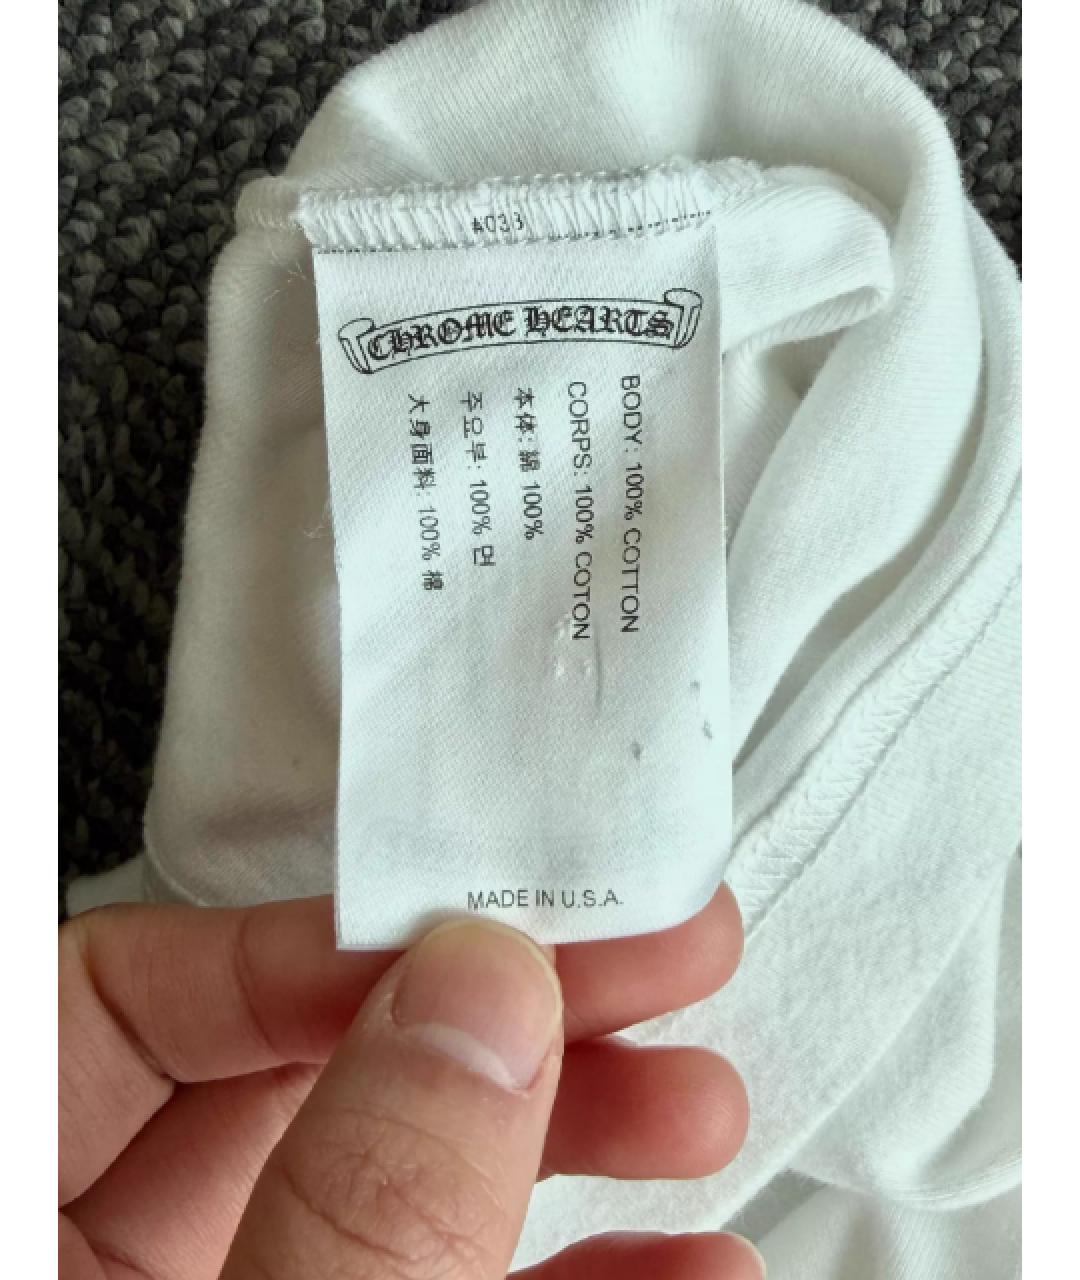 #033
CHROME HEARTS
BODY: 100% COTTON
CORPS: 100% COTON
本体: 綿 100%
주요부: 100% 면
大身面料: 100% 棉
MADE IN U.S.A.